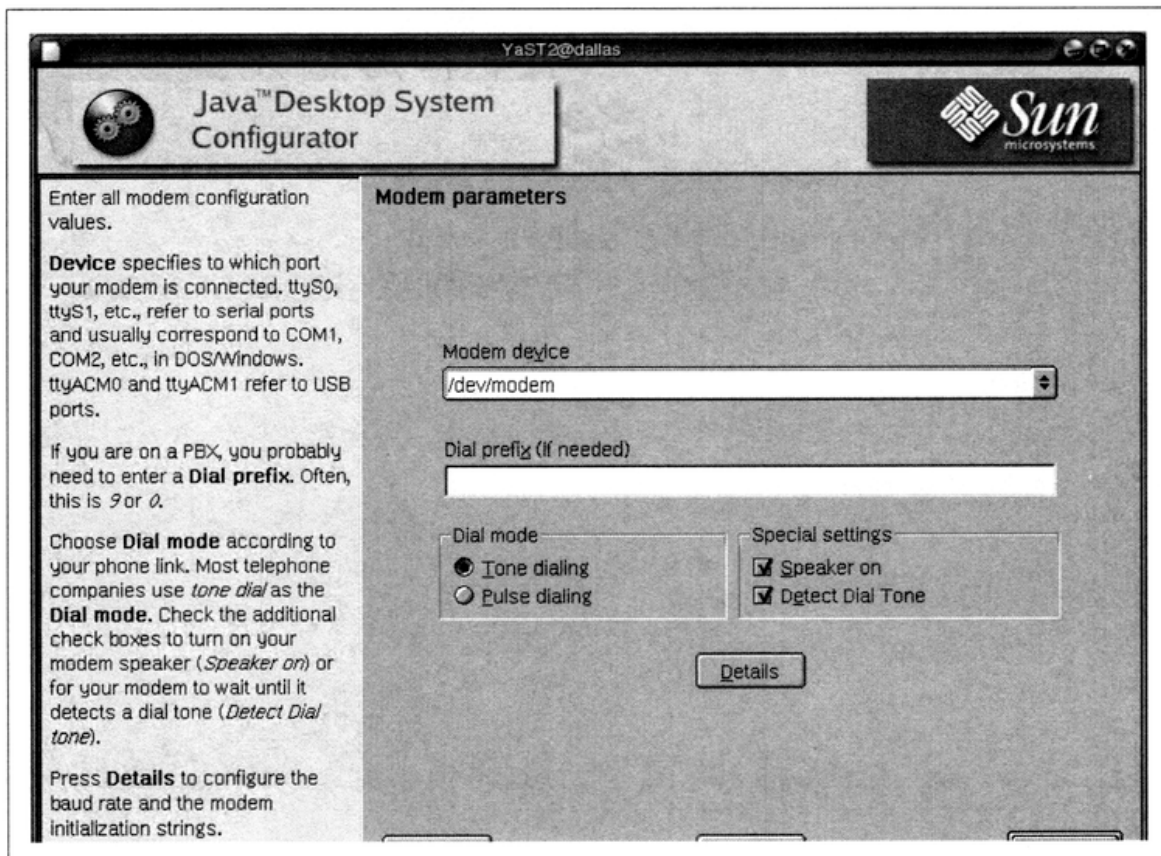 YaST2@dallas
Java™ Desktop System
Configurator
Sun
microsystems
Enter all modem configuration
values.
Device specifies to which port
your modem is connected. ttyS0,
ttyS1, etc., refer to serial ports
and usually correspond to COM1,
COM2, etc., in DOS/Windows.
ttyACM0 and ttyACM1 refer to USB
ports.
If you are on a PBX, you probably
need to enter a Dial prefix. Often,
this is 9 or 0.
Choose Dial mode according to
your phone link. Most telephone
companies use tone dial as the
Dial mode. Check the additional
check boxes to turn on your
modem speaker (Speaker on) or
for your modem to wait until it
detects a dial tone (Detect Dial
tone).
Press Details to configure the
baud rate and the modem
initialization strings.
Modem parameters
Modem device
/dev/modem
Dial prefix (if needed)
Dial mode
Tone dialing
Pulse dialing
Special settings
Speaker on
Detect Dial Tone
Details